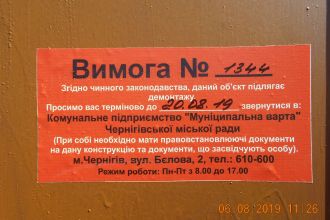 Вимога № 1344
Згідно чинного законодавства, даний об'єкт підлягає
демонтажу.
Просимо вас терміново до 20.08.19 звернутися в:
Комунальне підприємство "Муніципальна варта"
Чернігівської міської ради
(При собі необхідно мати правовстановлюючі документи
на дану конструкцію та документи, що засвідчують особу).
м.Чернігів, вул. Бєлова, 2, тел.: 610-600
Режим роботи: Пн-Пт з 8.00 до 17.00
06-08-2019 11:26